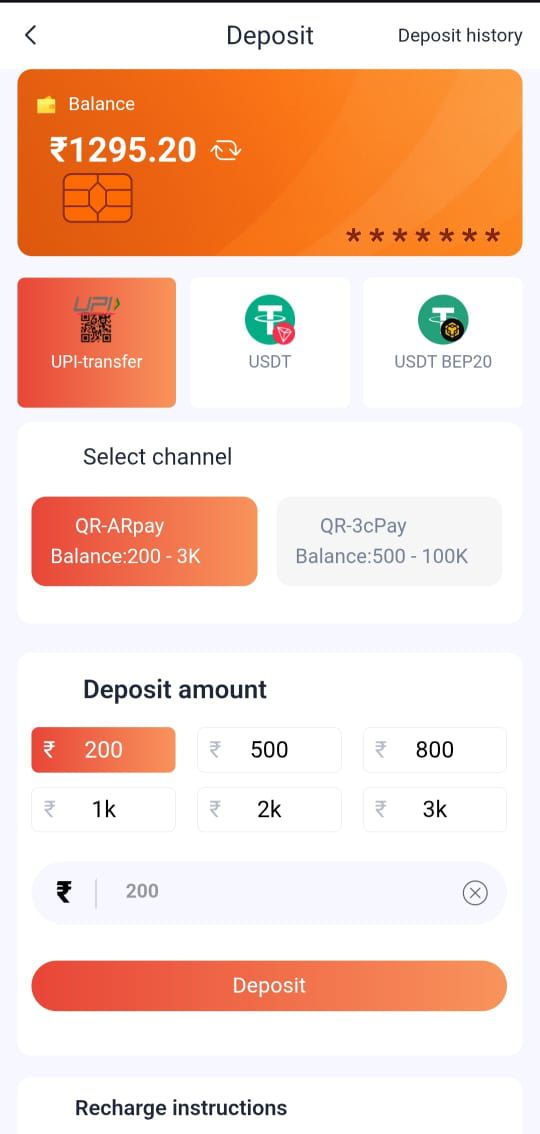 Deposit
Deposit history
Balance
₹1295.20
* * * * * * *
UPI
UPI-transfer
USDT
USDT BEP20
Select channel
QR-ARpay
Balance:200 - 3K
QR-3cPay
Balance:500 - 100K
Deposit amount
₹ 200
₹ 500
₹ 800
₹ 1k
₹ 2k
₹ 3k
₹ 200
Deposit
Recharge instructions